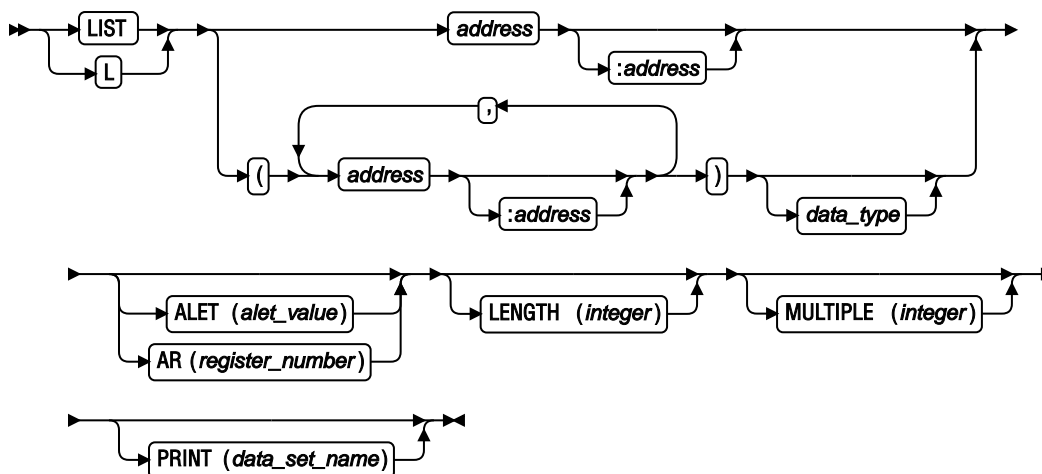 LIST address :address
L
,
( address :address ) data_type
ALET (alet_value) LENGTH (integer) MULTIPLE (integer)
AR (register_number)
PRINT (data_set_name)